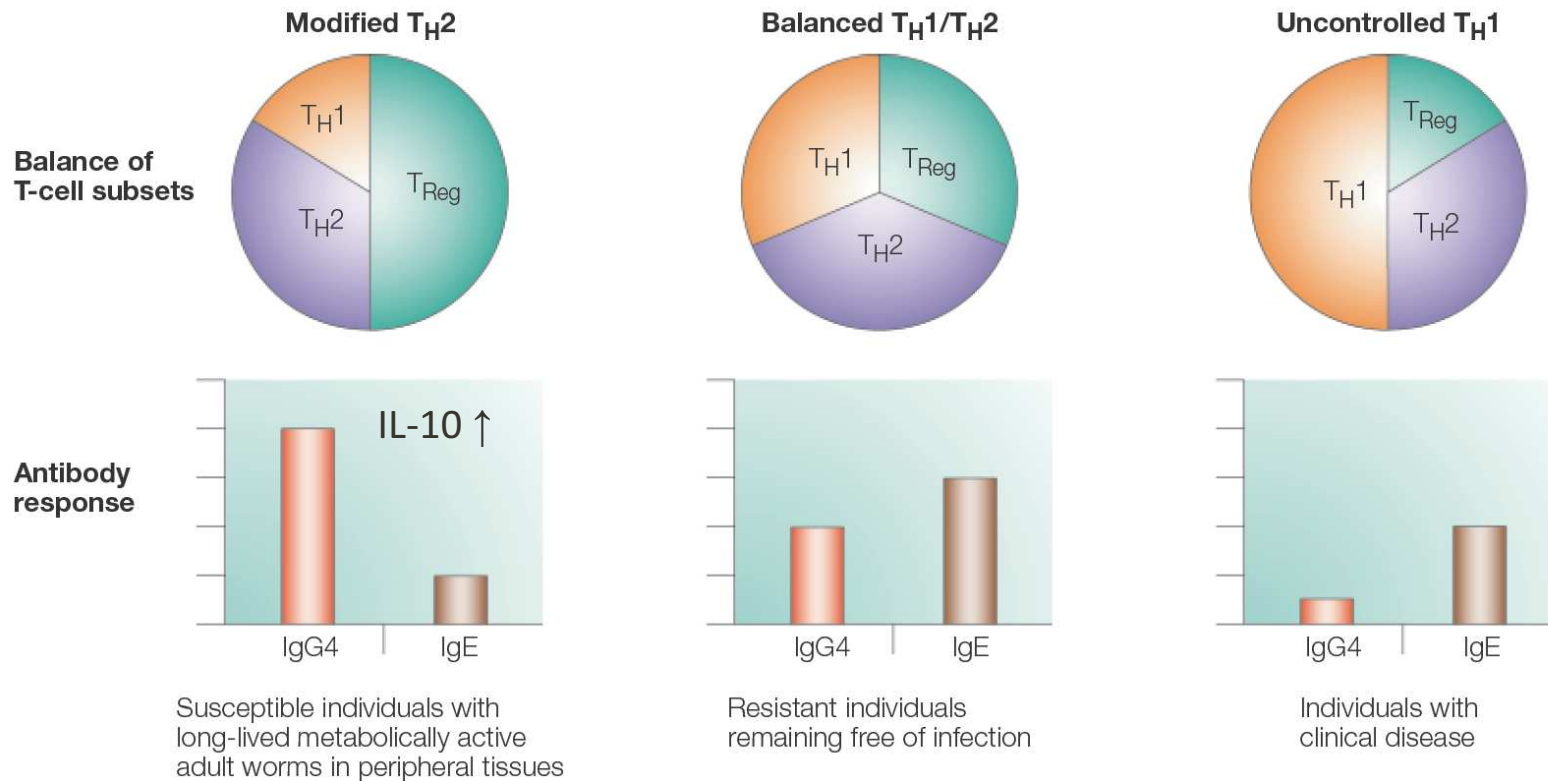 Modified TH2
Balanced TH1/TH2
Uncontrolled TH1
Balance of
T-cell subsets
TH1
TReg
TH2
TH1
TReg
TH2
TReg
TH1
TH2
Antibody
response
IL-10 ↑
IgG4
IgE
IgG4
IgE
IgG4
IgE
Susceptible individuals with
long-lived metabolically active
adult worms in peripheral tissues
Resistant individuals
remaining free of infection
Individuals with
clinical disease